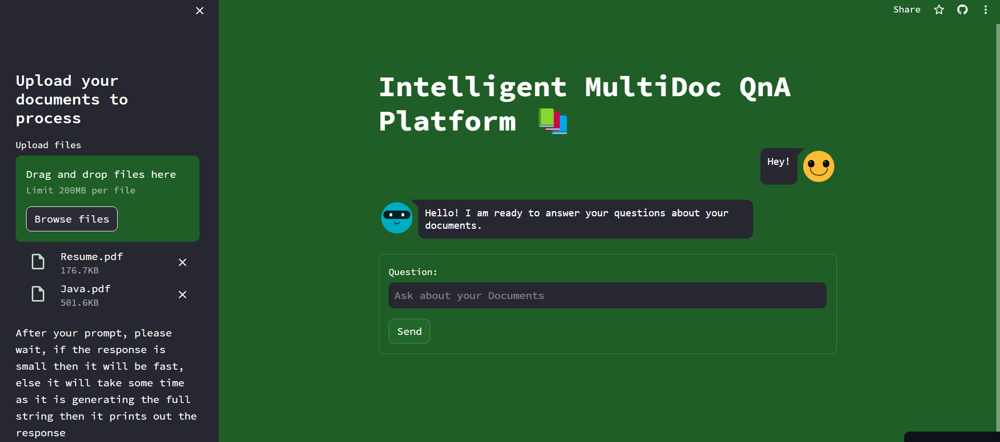 Upload your
documents to
process
Upload files
Drag and drop files here
Limit 200MB per file
Browse files
Resume.pdf
176.7KB
Java.pdf
501.6KB
After your prompt, please
wait, if the response is
small then it will be fast,
else it will take some time
as it is generating the full
string then it prints out the
response
Share
Intelligent MultiDoc QnA
Platform
Hey!
Hello! I am ready to answer your questions about your
documents.
Question:
Ask about your Documents
Send